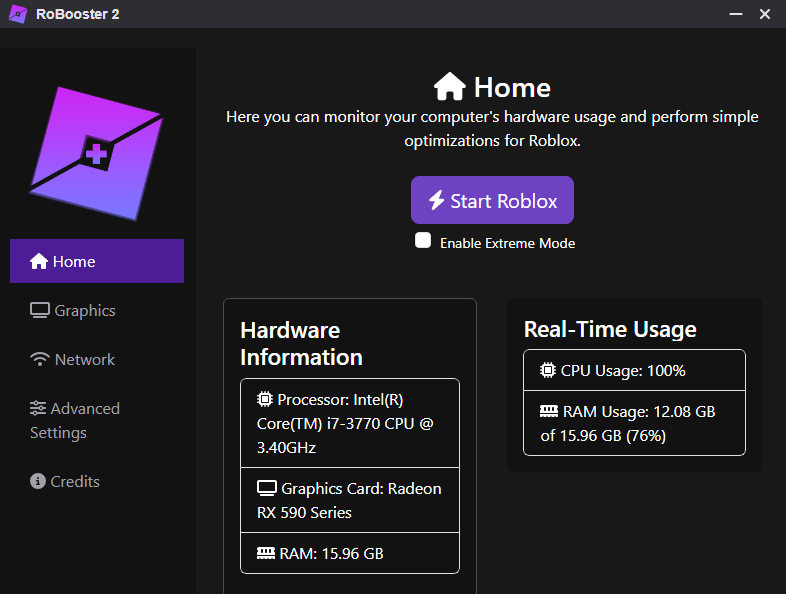 RoBooster 2
Home
Here you can monitor your computer's hardware usage and perform simple
optimizations for Roblox.
Start Roblox
Enable Extreme Mode
Home
Graphics
Network
Advanced
Settings
Credits
Hardware
Information
Processor: Intel(R)
Core(TM) i7-3770 CPU @
3.40GHz
Graphics Card: Radeon
RX 590 Series
RAM: 15.96 GB
Real-Time Usage
CPU Usage: 100%
RAM Usage: 12.08 GB
of 15.96 GB (76%)